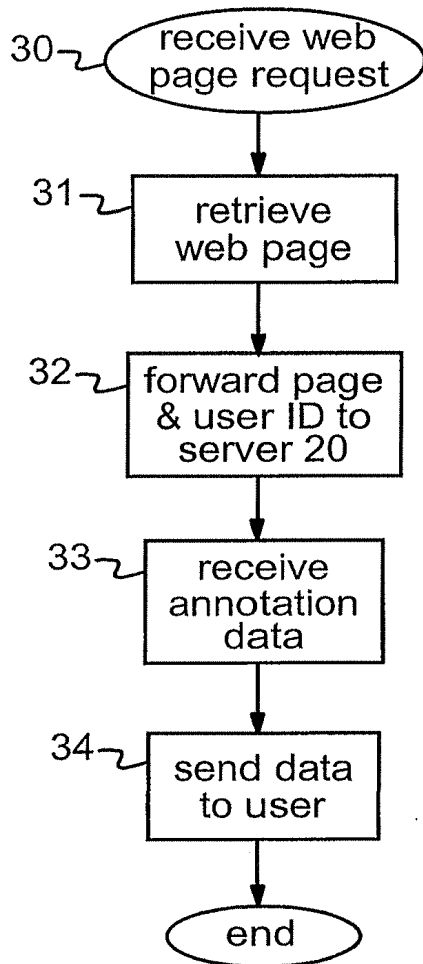 30
receive web
page request
31
retrieve
web page
32
forward page
& user ID to
server 20
33
receive
annotation
data
34
send data
to user
end